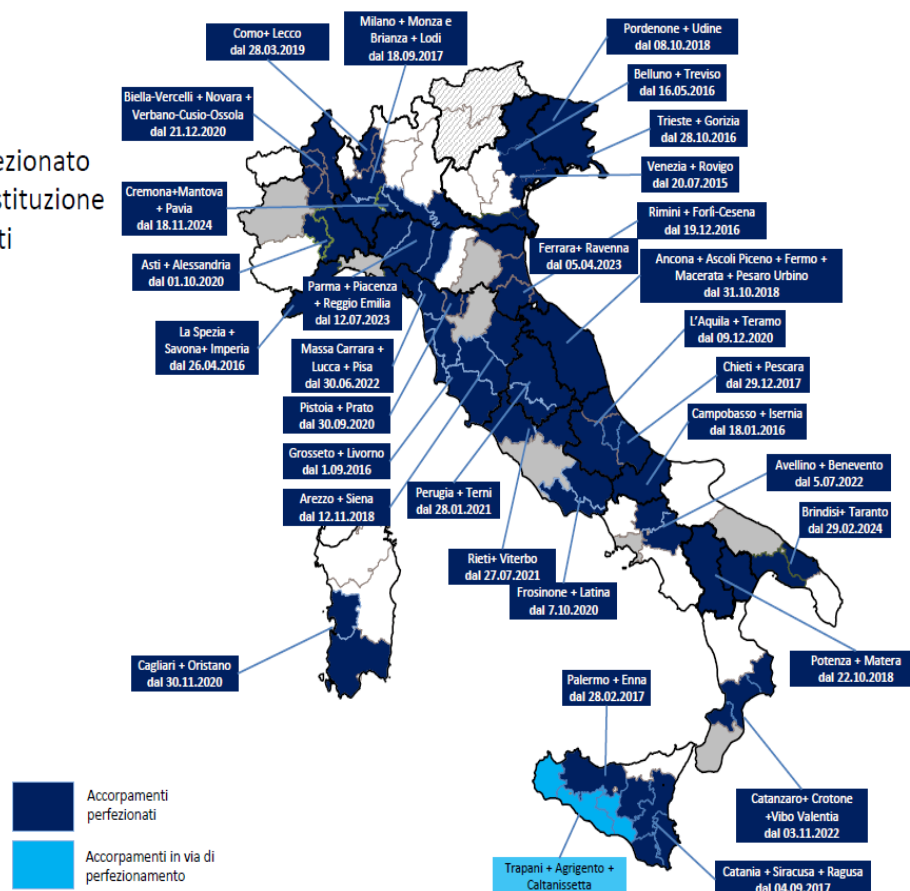 Como+ Lecco
dal 28.03.2019
Milano + Monza e
Brianza + Lodi
dal 18.09.2017
Pordenone + Udine
dal 08.10.2018
Belluno + Treviso
dal 16.05.2016
Biella-Vercelli + Novara +
Verbano-Cusio-Ossola
dal 21.12.2020
Trieste + Gorizia
dal 28.10.2016
ezionato
stituzione
ti
Venezia + Rovigo
dal 20.07.2015
Cremona+Mantova
+ Pavia
dal 18.11.2024
Rimini + Forlì-Cesena
dal 19.12.2016
Ferrara+ Ravenna
dal 05.04.2023
Asti + Alessandria
dal 01.10.2020
Ancona + Ascoli Piceno + Fermo +
Macerata + Pesaro Urbino
dal 31.10.2018
Parma + Piacenza
+ Reggio Emilia
dal 12.07.2023
La Spezia +
Savona+ Imperia
dal 26.04.2016
L'Aquila + Teramo
dal 09.12.2020
Massa Carrara +
Lucca + Pisa
dal 30.06.2022
Chieti + Pescara
dal 29.12.2017
Pistoia + Prato
dal 30.09.2020
Campobasso + Isernia
dal 18.01.2016
Grosseto + Livorno
dal 1.09.2016
Avellino + Benevento
dal 5.07.2022
Arezzo + Siena
dal 12.11.2018
Perugia + Terni
dal 28.01.2021
Brindisi+ Taranto
dal 29.02.2024
Rieti+ Viterbo
dal 27.07.2021
Frosinone + Latina
dal 7.10.2020
Cagliari + Oristano
dal 30.11.2020
Potenza + Matera
dal 22.10.2018
Palermo + Enna
dal 28.02.2017
Catanzaro+ Crotone
+Vibo Valentia
dal 03.11.2022
Accorpamenti
perfezionati
Accorpamenti in via di
perfezionamento
Trapani + Agrigento +
Caltanissetta
Catania + Siracusa + Ragusa
dal 04.09.2017